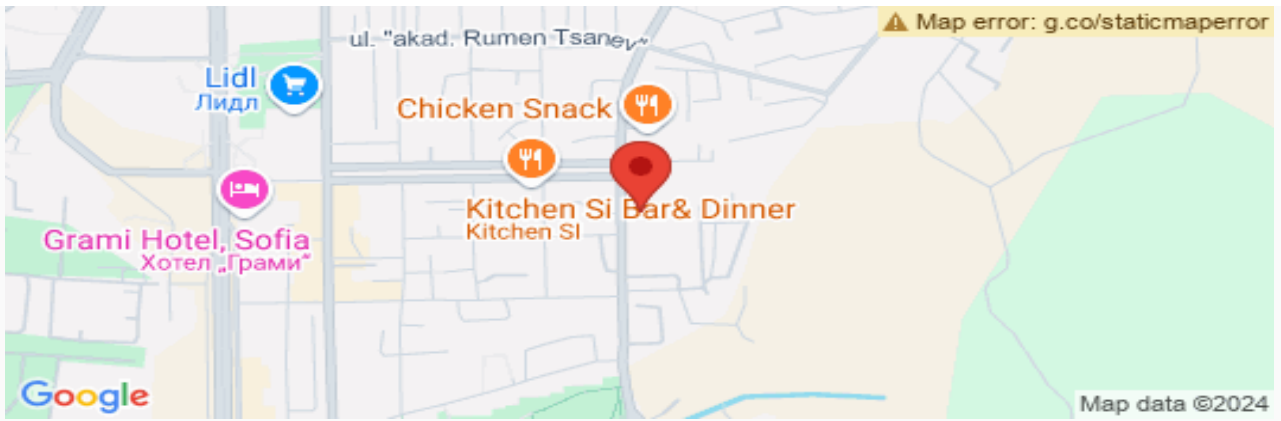 Map error: g.co/staticmaperror
ul. "akad. Rumen Tsanev"
Lidl
Лидл
Chicken Snack
Kitchen Si Bar& Dinner
Kitchen SI
Grami Hotel, Sofia
Хотел „Грами“
Google
Map data ©2024